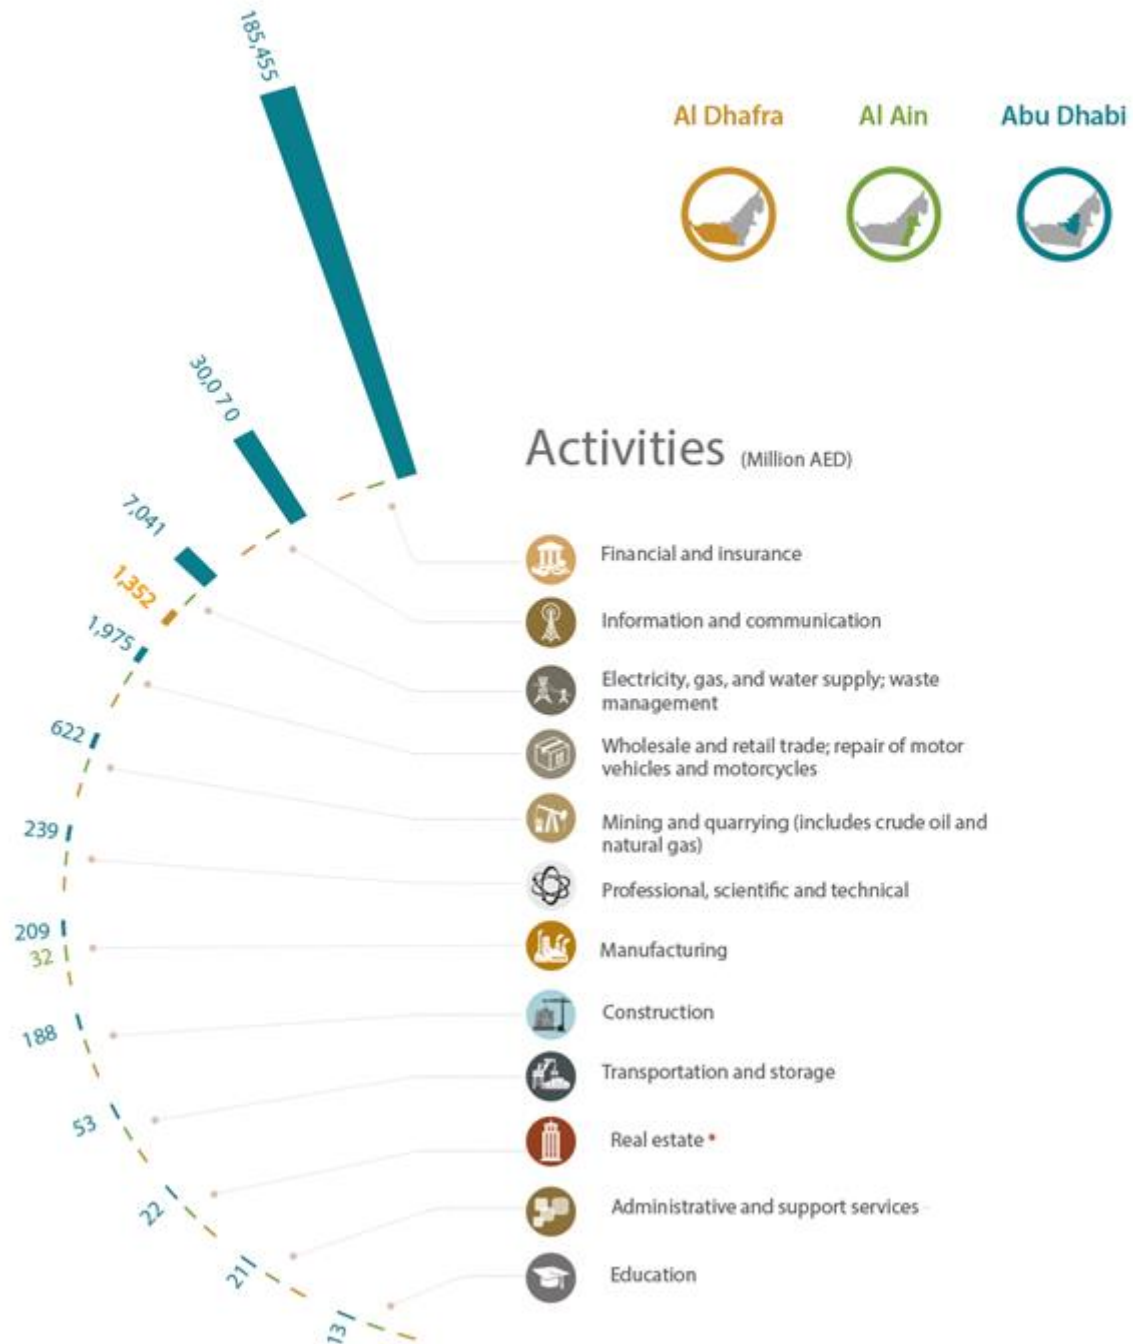 185,455
Al Dhafra
Al Ain
Abu Dhabi
30,0 7 0
Activities (Million AED)
7,041
1,352
1,975
622
239
209
32
188
53
22
21
13
Financial and insurance
Information and communication
Electricity, gas, and water supply; waste
management
Wholesale and retail trade; repair of motor
vehicles and motorcycles
Mining and quarrying (includes crude oil and
natural gas)
Professional, scientific and technical
Manufacturing
Construction
Transportation and storage
Real estate *
Administrative and support services
Education